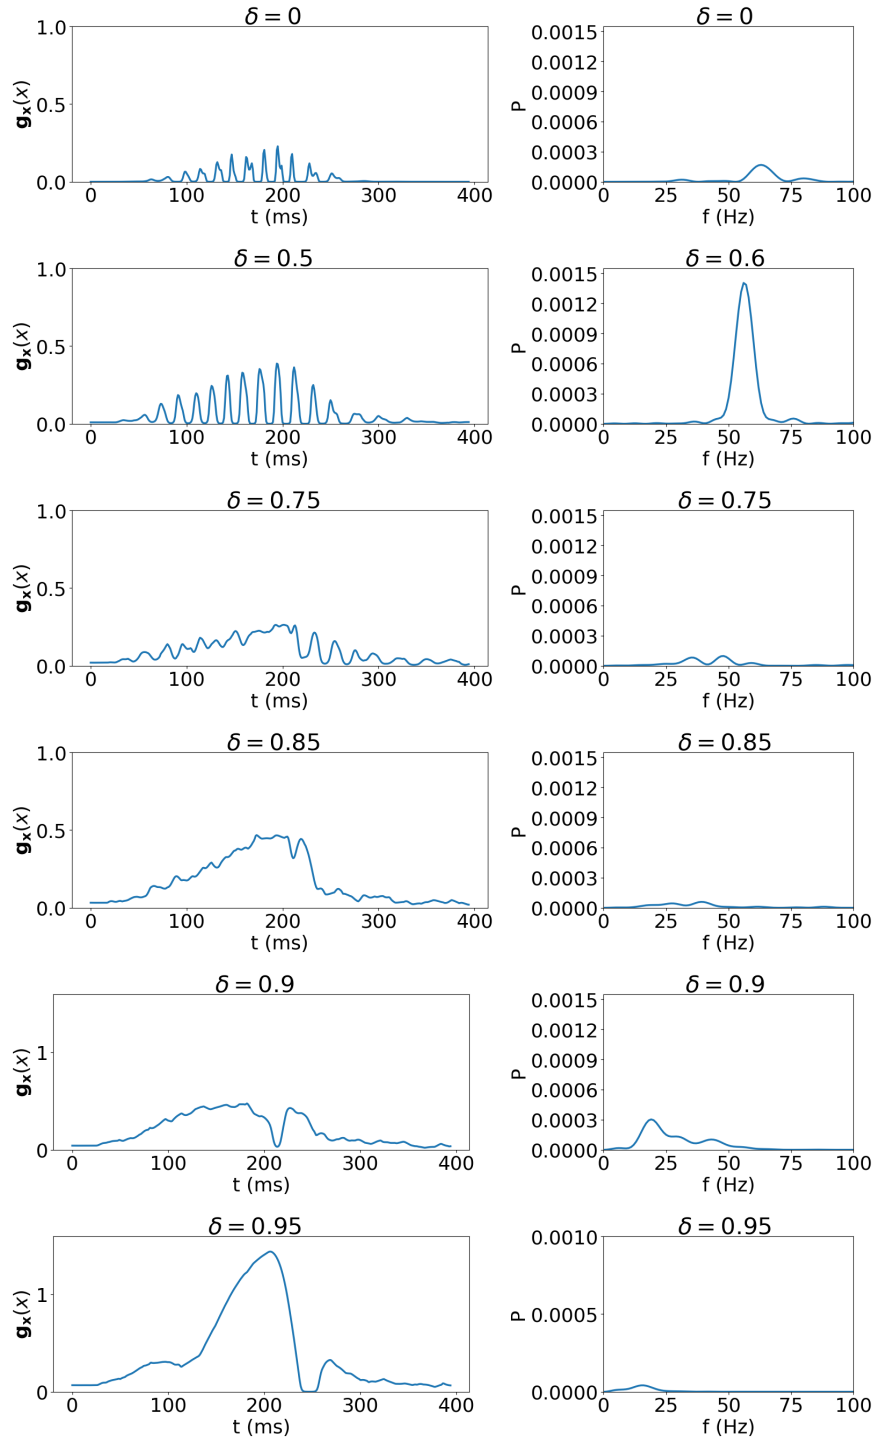 δ = 0
1.0
0.5
0.0
g_x(x)
0 100 200 300 400
t (ms)
δ = 0
0.0015
0.0012
0.0009
0.0006
0.0003
0.0000
P
0 25 50 75 100
f (Hz)
δ = 0.5
1.0
0.5
0.0
g_x(x)
0 100 200 300 400
t (ms)
δ = 0.6
0.0015
0.0012
0.0009
0.0006
0.0003
0.0000
P
0 25 50 75 100
f (Hz)
δ = 0.75
1.0
0.5
0.0
g_x(x)
0 100 200 300 400
t (ms)
δ = 0.75
0.0015
0.0012
0.0009
0.0006
0.0003
0.0000
P
0 25 50 75 100
f (Hz)
δ = 0.85
1.0
0.5
0.0
g_x(x)
0 100 200 300 400
t (ms)
δ = 0.85
0.0015
0.0012
0.0009
0.0006
0.0003
0.0000
P
0 25 50 75 100
f (Hz)
δ = 0.9
1
0
g_x(x)
0 100 200 300 400
t (ms)
δ = 0.9
0.0015
0.0012
0.0009
0.0006
0.0003
0.0000
P
0 25 50 75 100
f (Hz)
δ = 0.95
1
0
g_x(x)
0 100 200 300 400
t (ms)
δ = 0.95
0.0010
0.0005
0.0000
P
0 25 50 75 100
f (Hz)